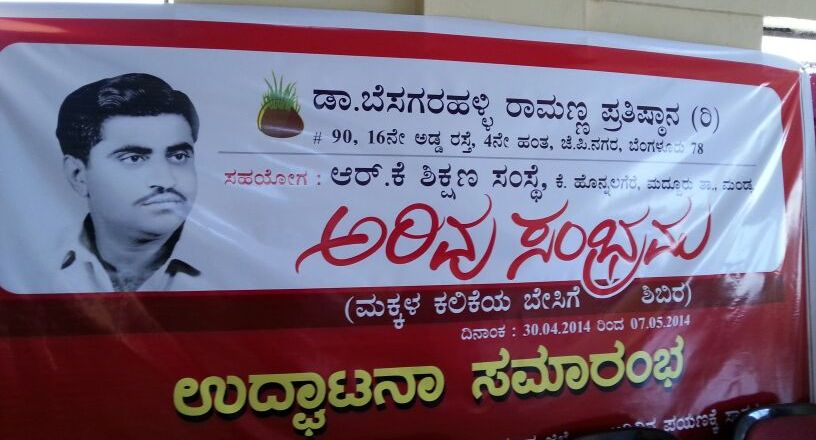 ಡಾ.ಬೆಸಗರಹಳ್ಳಿ ರಾಮಣ್ಣ ಪ್ರತಿಷ್ಠಾನ (ರಿ)
# 90, 16ನೇ ಅಡ್ಡ ರಸ್ತೆ, 4ನೇ ಹಂತ, ಜೆ.ಪಿ.ನಗರ, ಬೆಂಗಳೂರು 78
ಸಹಯೋಗ : ಆರ್.ಕೆ ಶಿಕ್ಷಣ ಸಂಸ್ಥೆ, ಕೆ. ಹೊನ್ನಲಗೆರೆ, ಮದ್ದೂರು ತಾ., ಮಂಡ್ಯ
ಅರಿವು ಸಂಭ್ರಮ
(ಮಕ್ಕಳ ಕಲಿಕೆಯ ಬೇಸಿಗೆ ಶಿಬಿರ)
ದಿನಾಂಕ : 30.04.2014 ರಿಂದ 07.05.2014
ಉದ್ಘಾಟನಾ ಸಮಾರಂಭ
ಪಯಣಕ್ಕೆ